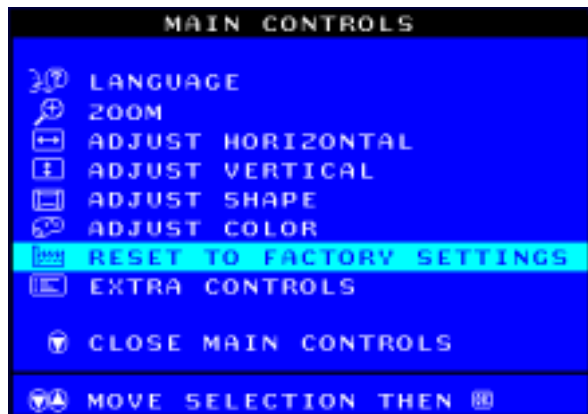 MAIN CONTROLS
LANGUAGE
ZOOM
ADJUST HORIZONTAL
ADJUST VERTICAL
ADJUST SHAPE
ADJUST COLOR
RESET TO FACTORY SETTINGS
EXTRA CONTROLS
CLOSE MAIN CONTROLS
MOVE SELECTION THEN OK